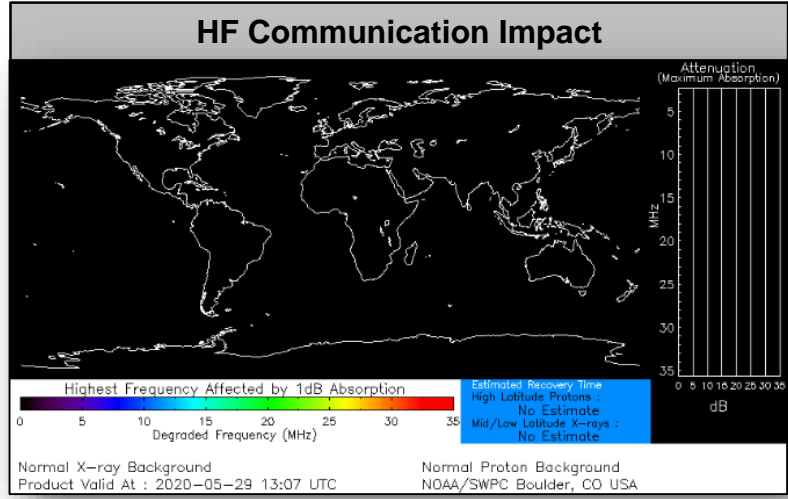 HF Communication Impact
Attenuation
(Maximum Absorption)
5
10
15
20
25
30
35
MHz
0 5 10 15 20 25 30 35
dB
Highest Frequency Affected by 1dB Absorption
0 5 10 15 20 25 30 35
Degraded Frequency (MHz)
Estimated Recovery Time
High Latitude Protons :
No Estimate
Mid/Low Latitude X-rays :
No Estimate
Normal X-ray Background
Normal Proton Background
Product Valid At : 2020-05-29 13:07 UTC
NOAA/SWPC Boulder, CO USA